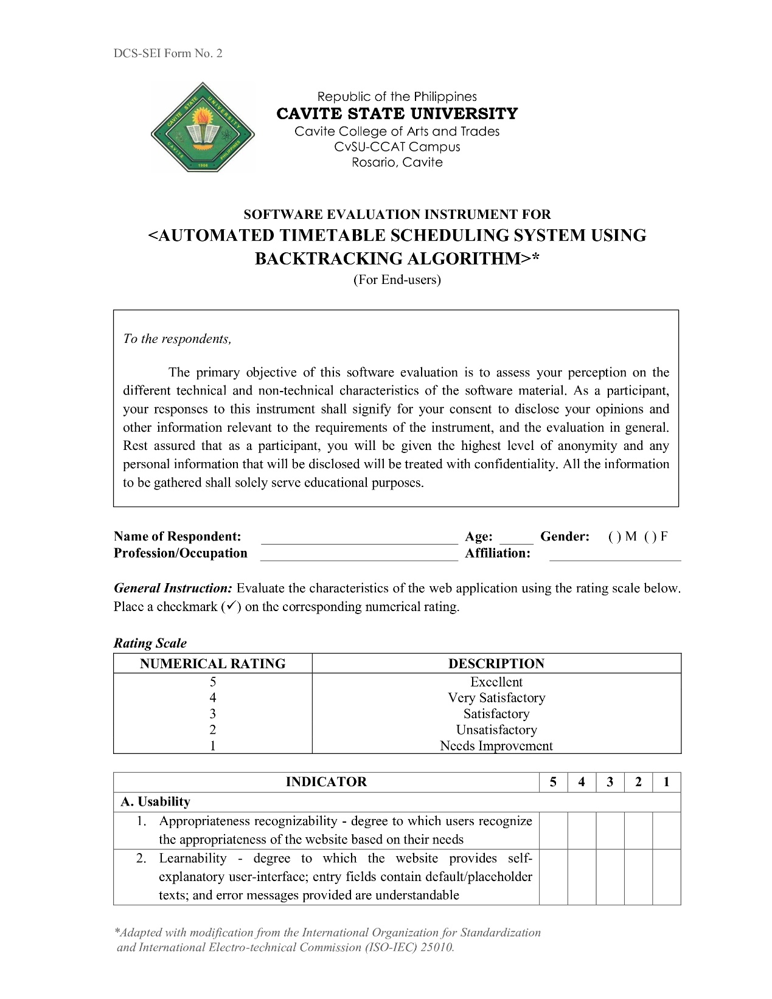 DCS-SEI Form No. 2
CAVITE STATE UNIVERSITY
CAVITE PHILIPPINES
1906
Republic of the Philippines
CAVITE STATE UNIVERSITY
Cavite College of Arts and Trades
CvSU-CCAT Campus
Rosario, Cavite
SOFTWARE EVALUATION INSTRUMENT FOR
<AUTOMATED TIMETABLE SCHEDULING SYSTEM USING
BACKTRACKING ALGORITHM>*
(For End-users)
To the respondents,
The primary objective of this software evaluation is to assess your perception on the
different technical and non-technical characteristics of the software material. As a participant,
your responses to this instrument shall signify for your consent to disclose your opinions and
other information relevant to the requirements of the instrument, and the evaluation in general.
Rest assured that as a participant, you will be given the highest level of anonymity and any
personal information that will be disclosed will be treated with confidentiality. All the information
to be gathered shall solely serve educational purposes.
Name of Respondent: Age: Gender: ( ) M ( ) F
Profession/Occupation Affiliation:
General Instruction: Evaluate the characteristics of the web application using the rating scale below.
Place a checkmark (✓) on the corresponding numerical rating.
Rating Scale
NUMERICAL RATING DESCRIPTION
5 Excellent
4 Very Satisfactory
3 Satisfactory
2 Unsatisfactory
1 Needs Improvement
INDICATOR 5 4 3 2 1
A. Usability
1. Appropriateness recognizability - degree to which users recognize
the appropriateness of the website based on their needs
2. Learnability - degree to which the website provides self-
explanatory user-interface; entry fields contain default/placeholder
texts; and error messages provided are understandable
*Adapted with modification from the International Organization for Standardization
and International Electro-technical Commission (ISO-IEC) 25010.